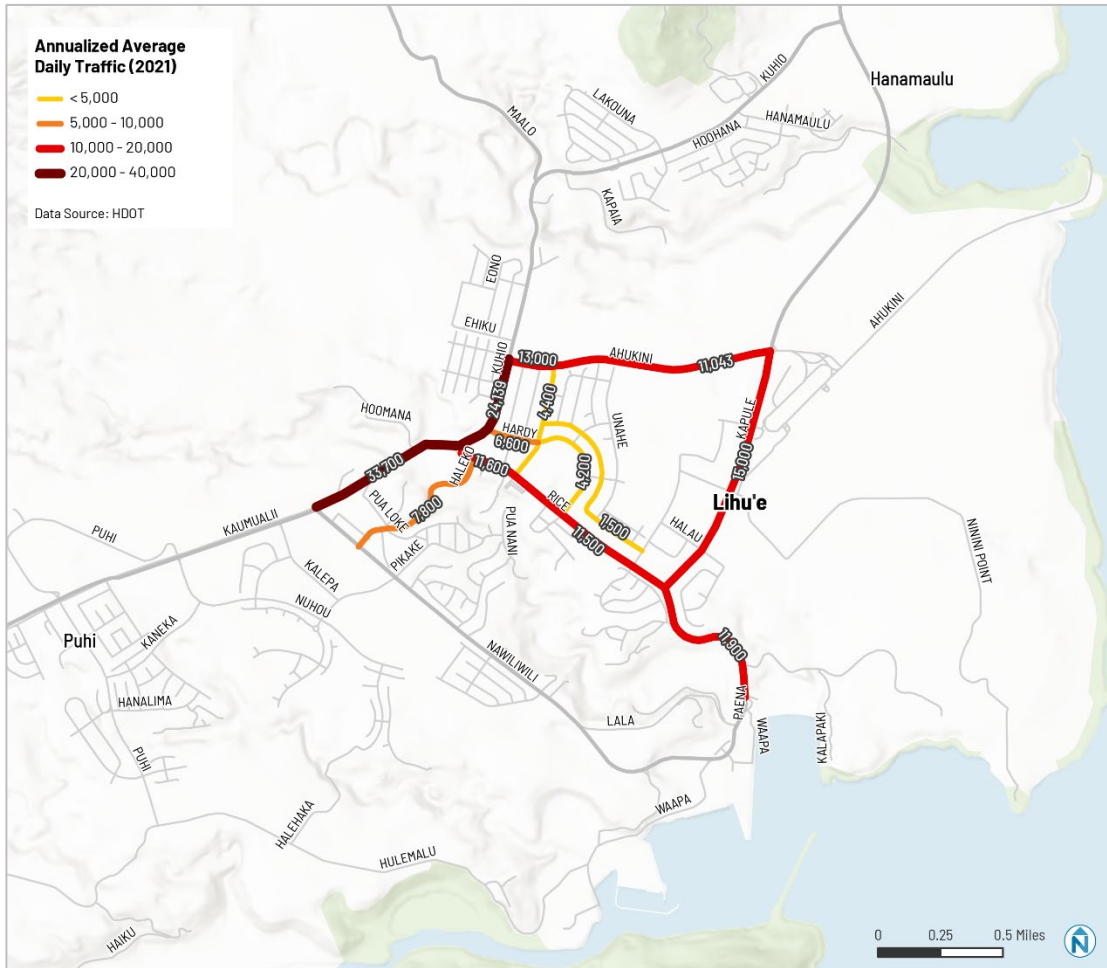 Annualized Average
Daily Traffic (2021)
< 5,000
5,000 - 10,000
10,000 - 20,000
20,000 - 40,000
Data Source: HDOT
Hanamaulu
KUHIO
LAKOUNA
MAALO
HANAMAULU
HOOHANA
KAPAIA
EONO
AHUKINI
EHIKU
KUHIO
13,000
AHUKINI
11,043
24,139
4,400
HOOMANA
UNAHE
HARDY
6,600
KAPULE
HALEKO
11,600
33,700
4,200
15,000
PUA LOKE
7,800
RICE
Lihu'e
KAUMUALII
PUHI
1,500
HALAU
PUA NANI
11,500
NININI POINT
PIKAKE
KALEPA
NUHOU
KANEKA
Puhi
11,900
NAWILIWILI
HANALIMA
PAENA
LALA
WAAPA
KALAPAKI
PUHI
WAAPA
HALEHAKA
HULEMALU
HAIKU
0 0.25 0.5 Miles
N